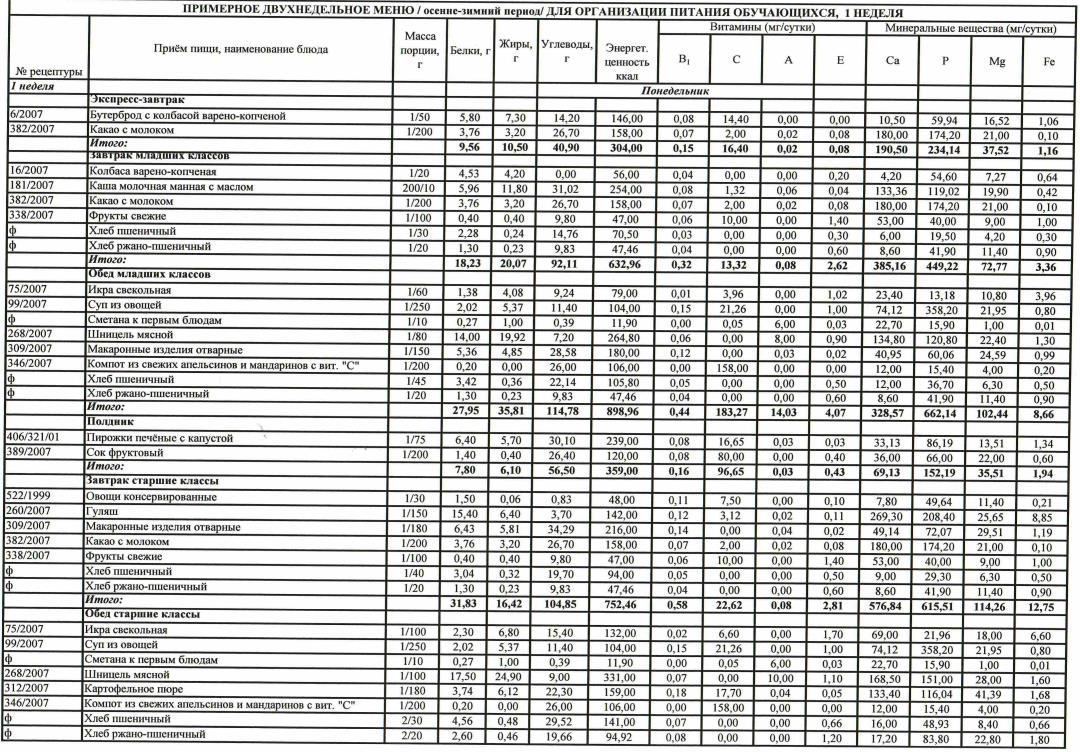 ПРИМЕРНОЕ ДВУХНЕДЕЛЬНОЕ МЕНЮ / осенне-зимний период/ ДЛЯ ОРГАНИЗАЦИИ ПИТАНИЯ ОБУЧАЮЩИХСЯ, 1 НЕДЕЛЯ
№ рецептуры Приём пищи, наименование блюда Масса порции, г Белки, г Жиры, г Углеводы, г Энергет. ценность ккал Витамины (мг/сутки) Минеральные вещества (мг/сутки)
B1 C A E Ca P Mg Fe
1 неделя Понедельник
Экспресс-завтрак
6/2007 Бутерброд с колбасой варено-копченой 1/50 5,80 7,30 14,20 146,00 0,08 14,40 0,00 0,00 10,50 59,94 16,52 1,06
382/2007 Какао с молоком 1/200 3,76 3,20 26,70 158,00 0,07 2,00 0,02 0,08 180,00 174,20 21,00 0,10
Итого: 9,56 10,50 40,90 304,00 0,15 16,40 0,02 0,08 190,50 234,14 37,52 1,16
Завтрак младших классов
16/2007 Колбаса варено-копченая 1/20 4,53 4,20 0,00 56,00 0,04 0,00 0,00 0,20 4,20 54,60 7,27 0,64
181/2007 Каша молочная манная с маслом 200/10 5,96 11,80 31,02 254,00 0,08 1,32 0,06 0,04 133,36 119,02 19,90 0,42
382/2007 Какао с молоком 1/200 3,76 3,20 26,70 158,00 0,07 2,00 0,02 0,08 180,00 174,20 21,00 0,10
338/2007 Фрукты свежие 1/100 0,40 0,40 9,80 47,00 0,06 10,00 0,00 1,40 53,00 40,00 9,00 1,00
ф Хлеб пшеничный 1/30 2,28 0,24 14,76 70,50 0,03 0,00 0,00 0,30 6,00 19,50 4,20 0,30
ф Хлеб ржано-пшеничный 1/20 1,30 0,23 9,83 47,46 0,04 0,00 0,00 0,60 8,60 41,90 11,40 0,90
Итого: 18,23 20,07 92,11 632,96 0,32 13,32 0,08 2,62 385,16 449,22 72,77 3,36
Обед младших классов
75/2007 Икра свекольная 1/60 1,38 4,08 9,24 79,00 0,01 3,96 0,00 1,02 23,40 13,18 10,80 3,96
99/2007 Суп из овощей 1/250 2,02 5,37 11,40 104,00 0,15 21,26 0,00 1,00 74,12 358,20 21,95 0,80
ф Сметана к первым блюдам 1/10 0,27 1,00 0,39 11,90 0,00 0,05 6,00 0,03 22,70 15,90 1,00 0,01
268/2007 Шницель мясной 1/80 14,00 19,92 7,20 264,80 0,06 0,00 8,00 0,90 134,80 120,80 22,40 1,30
309/2007 Макаронные изделия отварные 1/150 5,36 4,85 28,58 180,00 0,12 0,00 0,03 0,02 40,95 60,06 24,59 0,99
346/2007 Компот из свежих апельсинов и мандаринов с вит. "С" 1/200 0,20 0,00 26,00 106,00 0,00 158,00 0,00 0,00 12,00 15,40 4,00 0,20
ф Хлеб пшеничный 1/45 3,42 0,36 22,14 105,80 0,05 0,00 0,00 0,50 12,00 36,70 6,30 0,50
ф Хлеб ржано-пшеничный 1/20 1,30 0,23 9,83 47,46 0,04 0,00 0,00 0,60 8,60 41,90 11,40 0,90
Итого: 27,95 35,81 114,78 898,96 0,44 183,27 14,03 4,07 328,57 662,14 102,44 8,66
Полдник
406/321/01 Пирожки печёные с капустой 1/75 6,40 5,70 30,10 239,00 0,08 16,65 0,03 0,03 33,13 86,19 13,51 1,34
389/2007 Сок фруктовый 1/200 1,40 0,40 26,40 120,00 0,08 80,00 0,00 0,40 36,00 66,00 22,00 0,60
Итого: 7,80 6,10 56,50 359,00 0,16 96,65 0,03 0,43 69,13 152,19 35,51 1,94
Завтрак старшие классы
522/1999 Овощи консервированные 1/30 1,50 0,06 0,83 48,00 0,11 7,50 0,00 0,10 7,80 49,64 11,40 0,21
260/2007 Гуляш 1/150 15,40 6,40 3,70 142,00 0,12 3,12 0,02 0,11 269,30 208,40 25,65 8,85
309/2007 Макаронные изделия отварные 1/180 6,43 5,81 34,29 216,00 0,14 0,00 0,04 0,02 49,14 72,07 29,51 1,19
382/2007 Какао с молоком 1/200 3,76 3,20 26,70 158,00 0,07 2,00 0,02 0,08 180,00 174,20 21,00 0,10
338/2007 Фрукты свежие 1/100 0,40 0,40 9,80 47,00 0,06 10,00 0,00 1,40 53,00 40,00 9,00 1,00
ф Хлеб пшеничный 1/40 3,04 0,32 19,70 94,00 0,05 0,00 0,00 0,50 9,00 29,30 6,30 0,50
ф Хлеб ржано-пшеничный 1/20 1,30 0,23 9,83 47,46 0,04 0,00 0,00 0,60 8,60 41,90 11,40 0,90
Итого: 31,83 16,42 104,85 752,46 0,58 22,62 0,08 2,81 576,84 615,51 114,26 12,75
Обед старшие классы
75/2007 Икра свекольная 1/100 2,30 6,80 15,40 132,00 0,02 6,60 0,00 1,70 69,00 21,96 18,00 6,60
99/2007 Суп из овощей 1/250 2,02 5,37 11,40 104,00 0,15 21,26 0,00 1,00 74,12 358,20 21,95 0,80
ф Сметана к первым блюдам 1/10 0,27 1,00 0,39 11,90 0,00 0,05 6,00 0,03 22,70 15,90 1,00 0,01
268/2007 Шницель мясной 1/100 17,50 24,90 9,00 331,00 0,07 0,00 10,00 1,10 168,50 151,00 28,00 1,60
312/2007 Картофельное пюре 1/180 3,74 6,12 22,30 159,00 0,18 17,70 0,04 0,05 133,40 116,04 41,39 1,68
346/2007 Компот из свежих апельсинов и мандаринов с вит. "С" 1/200 0,20 0,00 26,00 106,00 0,00 158,00 0,00 0,00 12,00 15,40 4,00 0,20
ф Хлеб пшеничный 2/30 4,56 0,48 29,52 141,00 0,07 0,00 0,00 0,66 16,00 48,93 8,40 0,66
ф Хлеб ржано-пшеничный 2/20 2,60 0,46 19,66 94,92 0,08 0,00 0,00 1,20 17,20 83,80 22,80 1,80